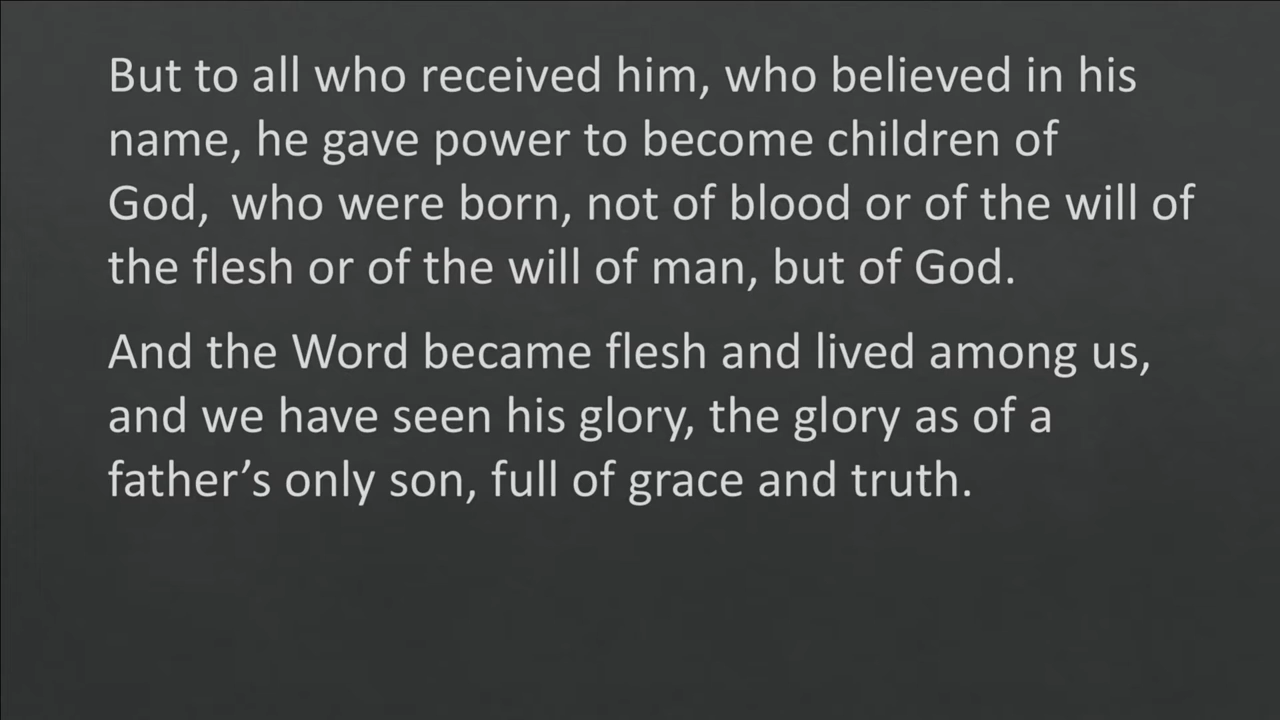 But to all who received him, who believed in his
name, he gave power to become children of
God,  who were born, not of blood or of the will of
the flesh or of the will of man, but of God.
And the Word became flesh and lived among us,
and we have seen his glory, the glory as of a
father’s only son, full of grace and truth.